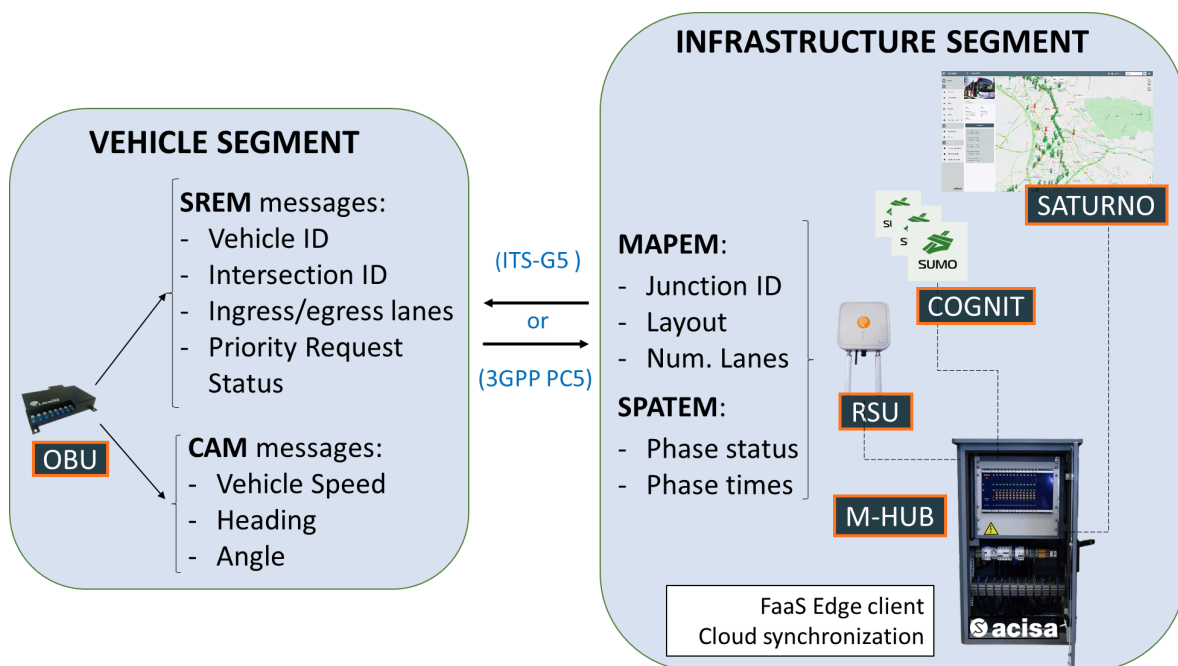 VEHICLE SEGMENT
SREM messages:
- Vehicle ID
- Intersection ID
- Ingress/egress lanes
- Priority Request
Status
OBU
CAM messages:
- Vehicle Speed
- Heading
- Angle
(ITS-G5 )
or
(3GPP PC5)
INFRASTRUCTURE SEGMENT
SATURNO
MAPEM:
- Junction ID
- Layout
- Num. Lanes
SPATEM:
- Phase status
- Phase times
SU
SU
SUMO
COGNIT
RSU
M-HUB
FaaS Edge client
Cloud synchronization
acisa